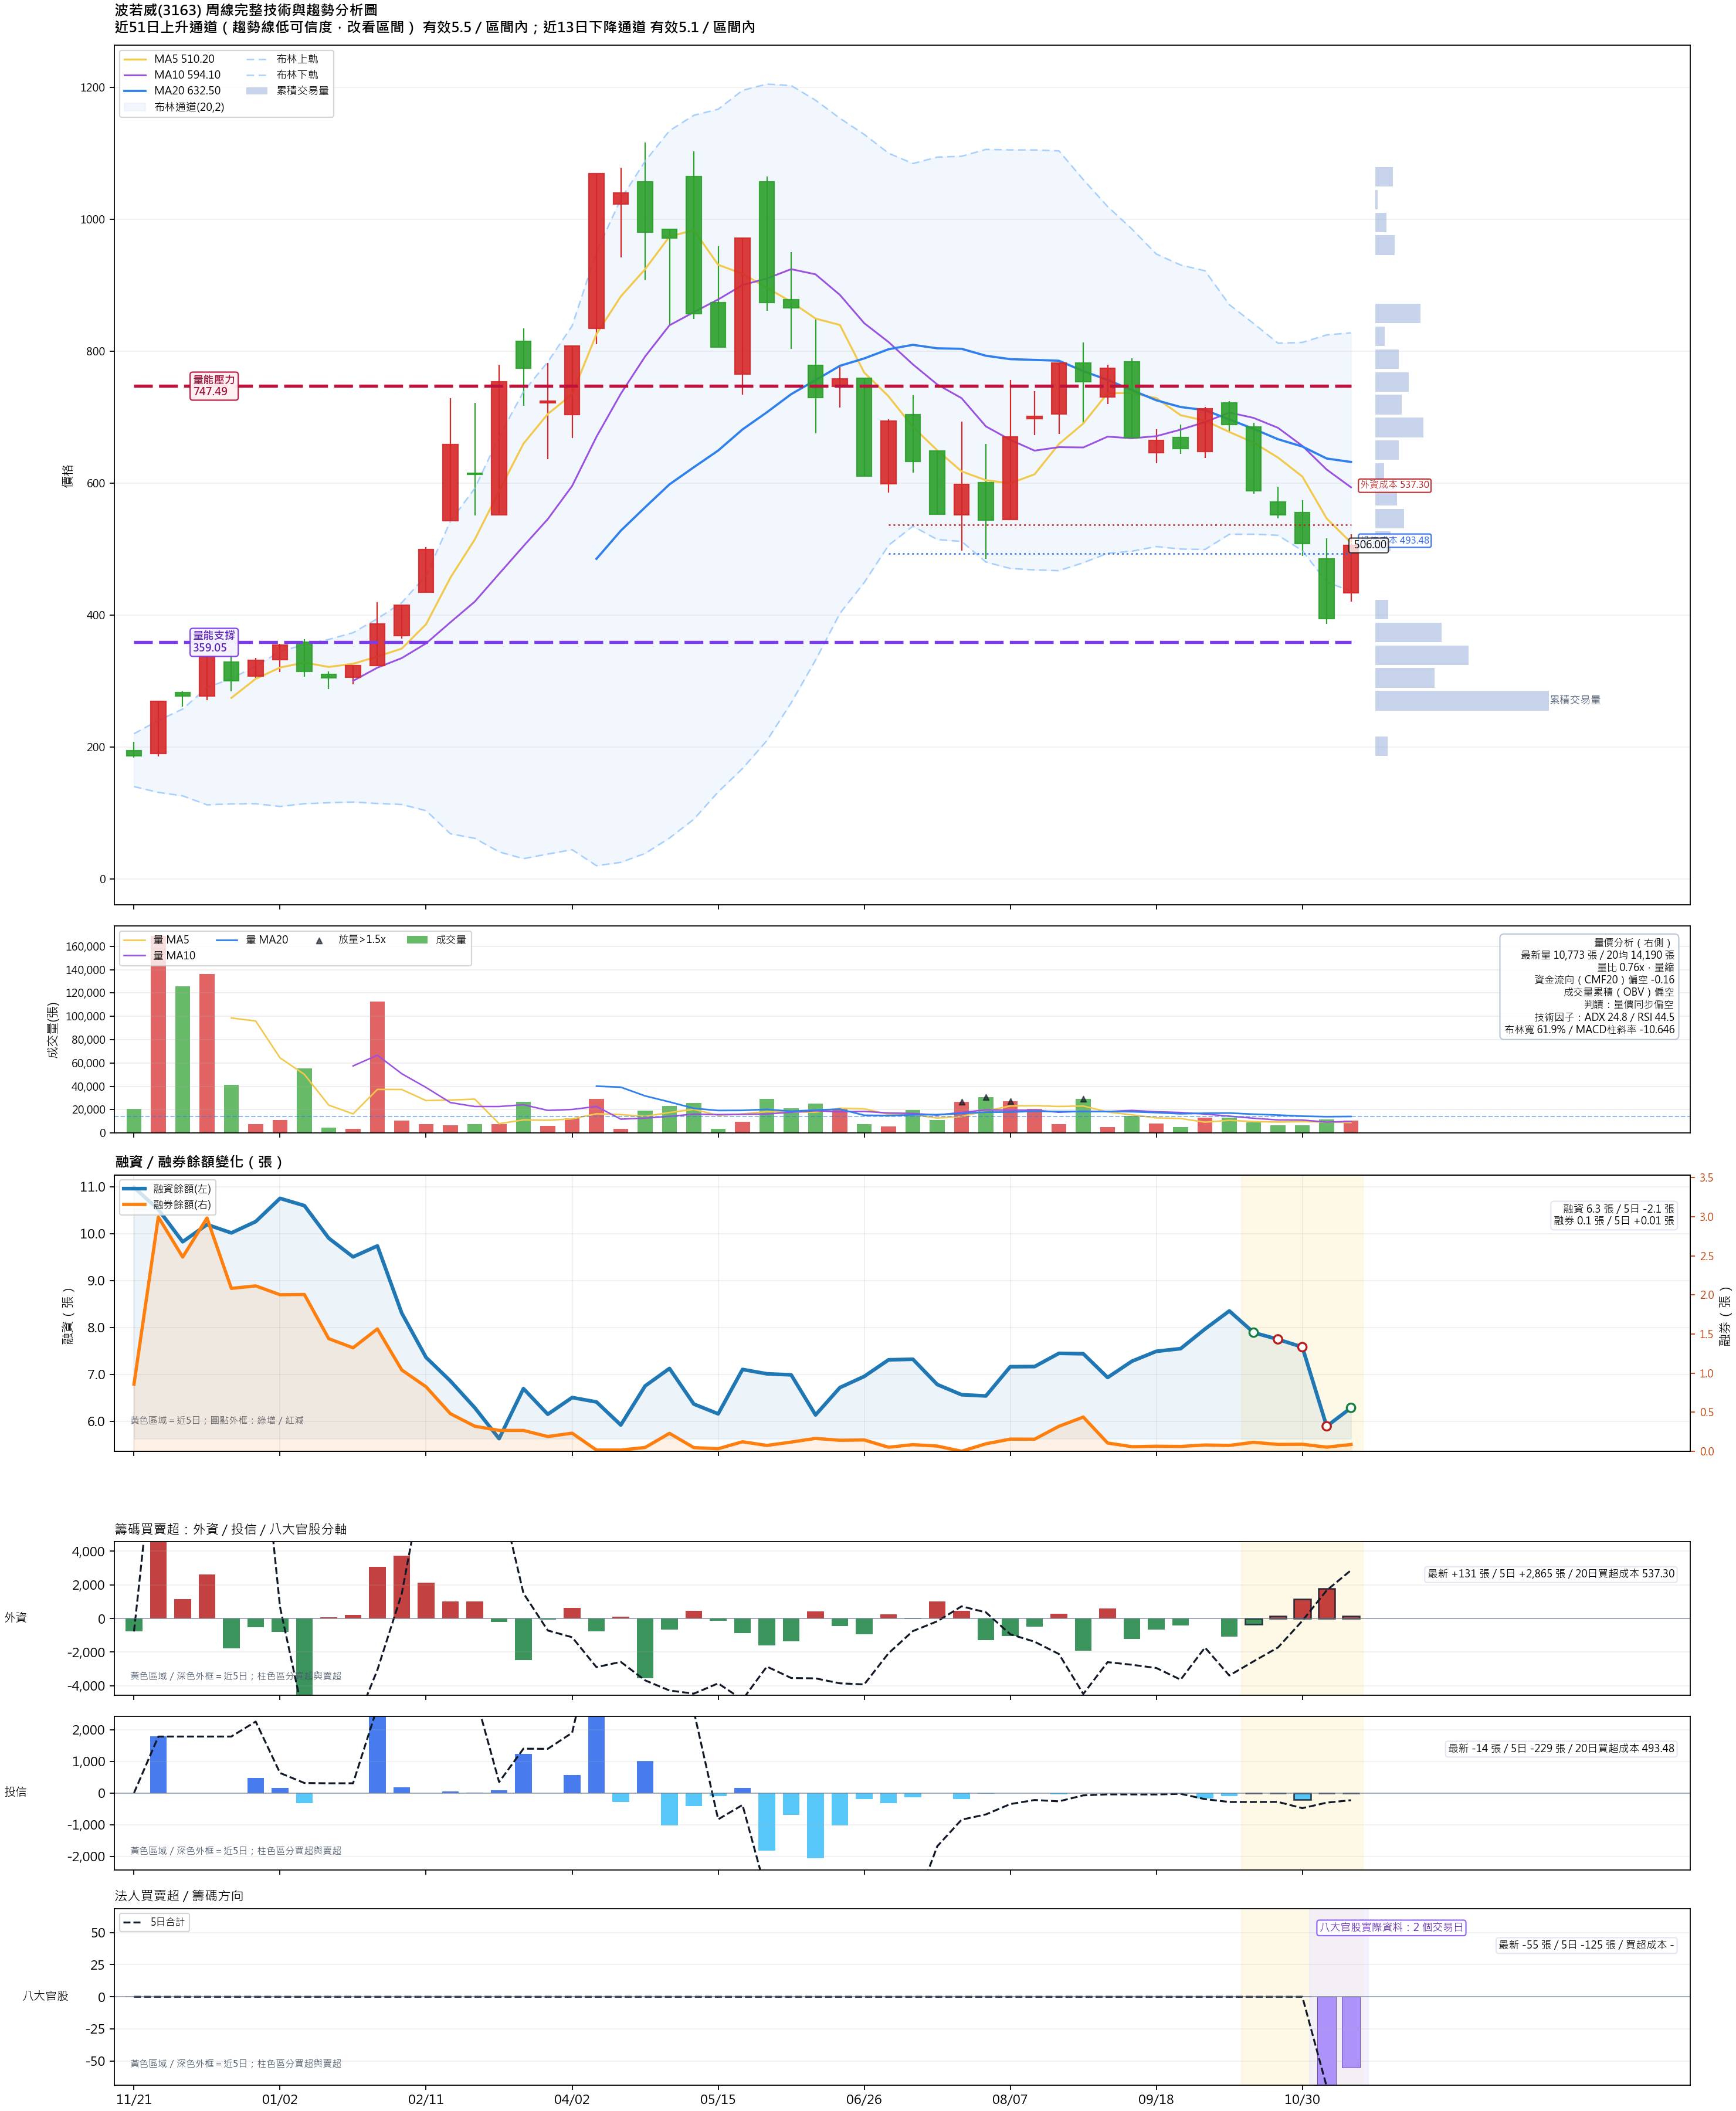 波若威(3163) 周線完整技術與趨勢分析圖
近51日上升通道（趨勢線低可信度・改看區間） 有效5.5 / 區間內；近13日下降通道 有效5.1 / 區間內
MA5 510.20
MA10 594.10
MA20 632.50
布林通道(20,2)
布林上軌
布林下軌
累積交易量
價格
1200
1000
800
600
400
200
0
量能壓力
747.49
量能支撐
359.05
外資成本 537.30
本 493.48
506.00
累積交易量
量 MA5
量 MA10
量 MA20
放量>1.5x
成交量
成交量(張)
160,000
140,000
120,000
100,000
80,000
60,000
40,000
20,000
0
量價分析（右側）
最新量 10,773 張 / 20均 14,190 張
量比 0.76x・量縮
資金流向（CMF20）偏空 -0.16
成交量累積（OBV）偏空
判讀：量價同步偏空
技術因子：ADX 24.8 / RSI 44.5
布林寬 61.9% / MACD柱斜率 -10.646
融資 / 融券餘額變化（張）
融資餘額(左)
融券餘額(右)
融資（張）
11.0
10.0
9.0
8.0
7.0
6.0
融資 6.3 張 / 5日 -2.1 張
融券 0.1 張 / 5日 +0.01 張
3.5
3.0
2.5
2.0
1.5
1.0
0.5
0.0
融券（張）
黃色區域 = 近5日；圓點外框：綠增 / 紅減
籌碼買賣超：外資 / 投信 / 八大官股分軸
外資
4,000
2,000
0
-2,000
-4,000
最新 +131 張 / 5日 +2,865 張 / 20日買超成本 537.30
黃色區域 / 深色外框 = 近5日；柱色區分買超與賣超
投信
2,000
1,000
0
-1,000
-2,000
最新 -14 張 / 5日 -229 張 / 20日買超成本 493.48
黃色區域 / 深色外框 = 近5日；柱色區分買超與賣超
法人買賣超 / 籌碼方向
5日合計
八大官股
50
25
0
-25
-50
八大官股實際資料：2 個交易日
最新 -55 張 / 5日 -125 張 / 買超成本 -
黃色區域 / 深色外框 = 近5日；柱色區分買超與賣超
11/21
01/02
02/11
04/02
05/15
06/26
08/07
09/18
10/30